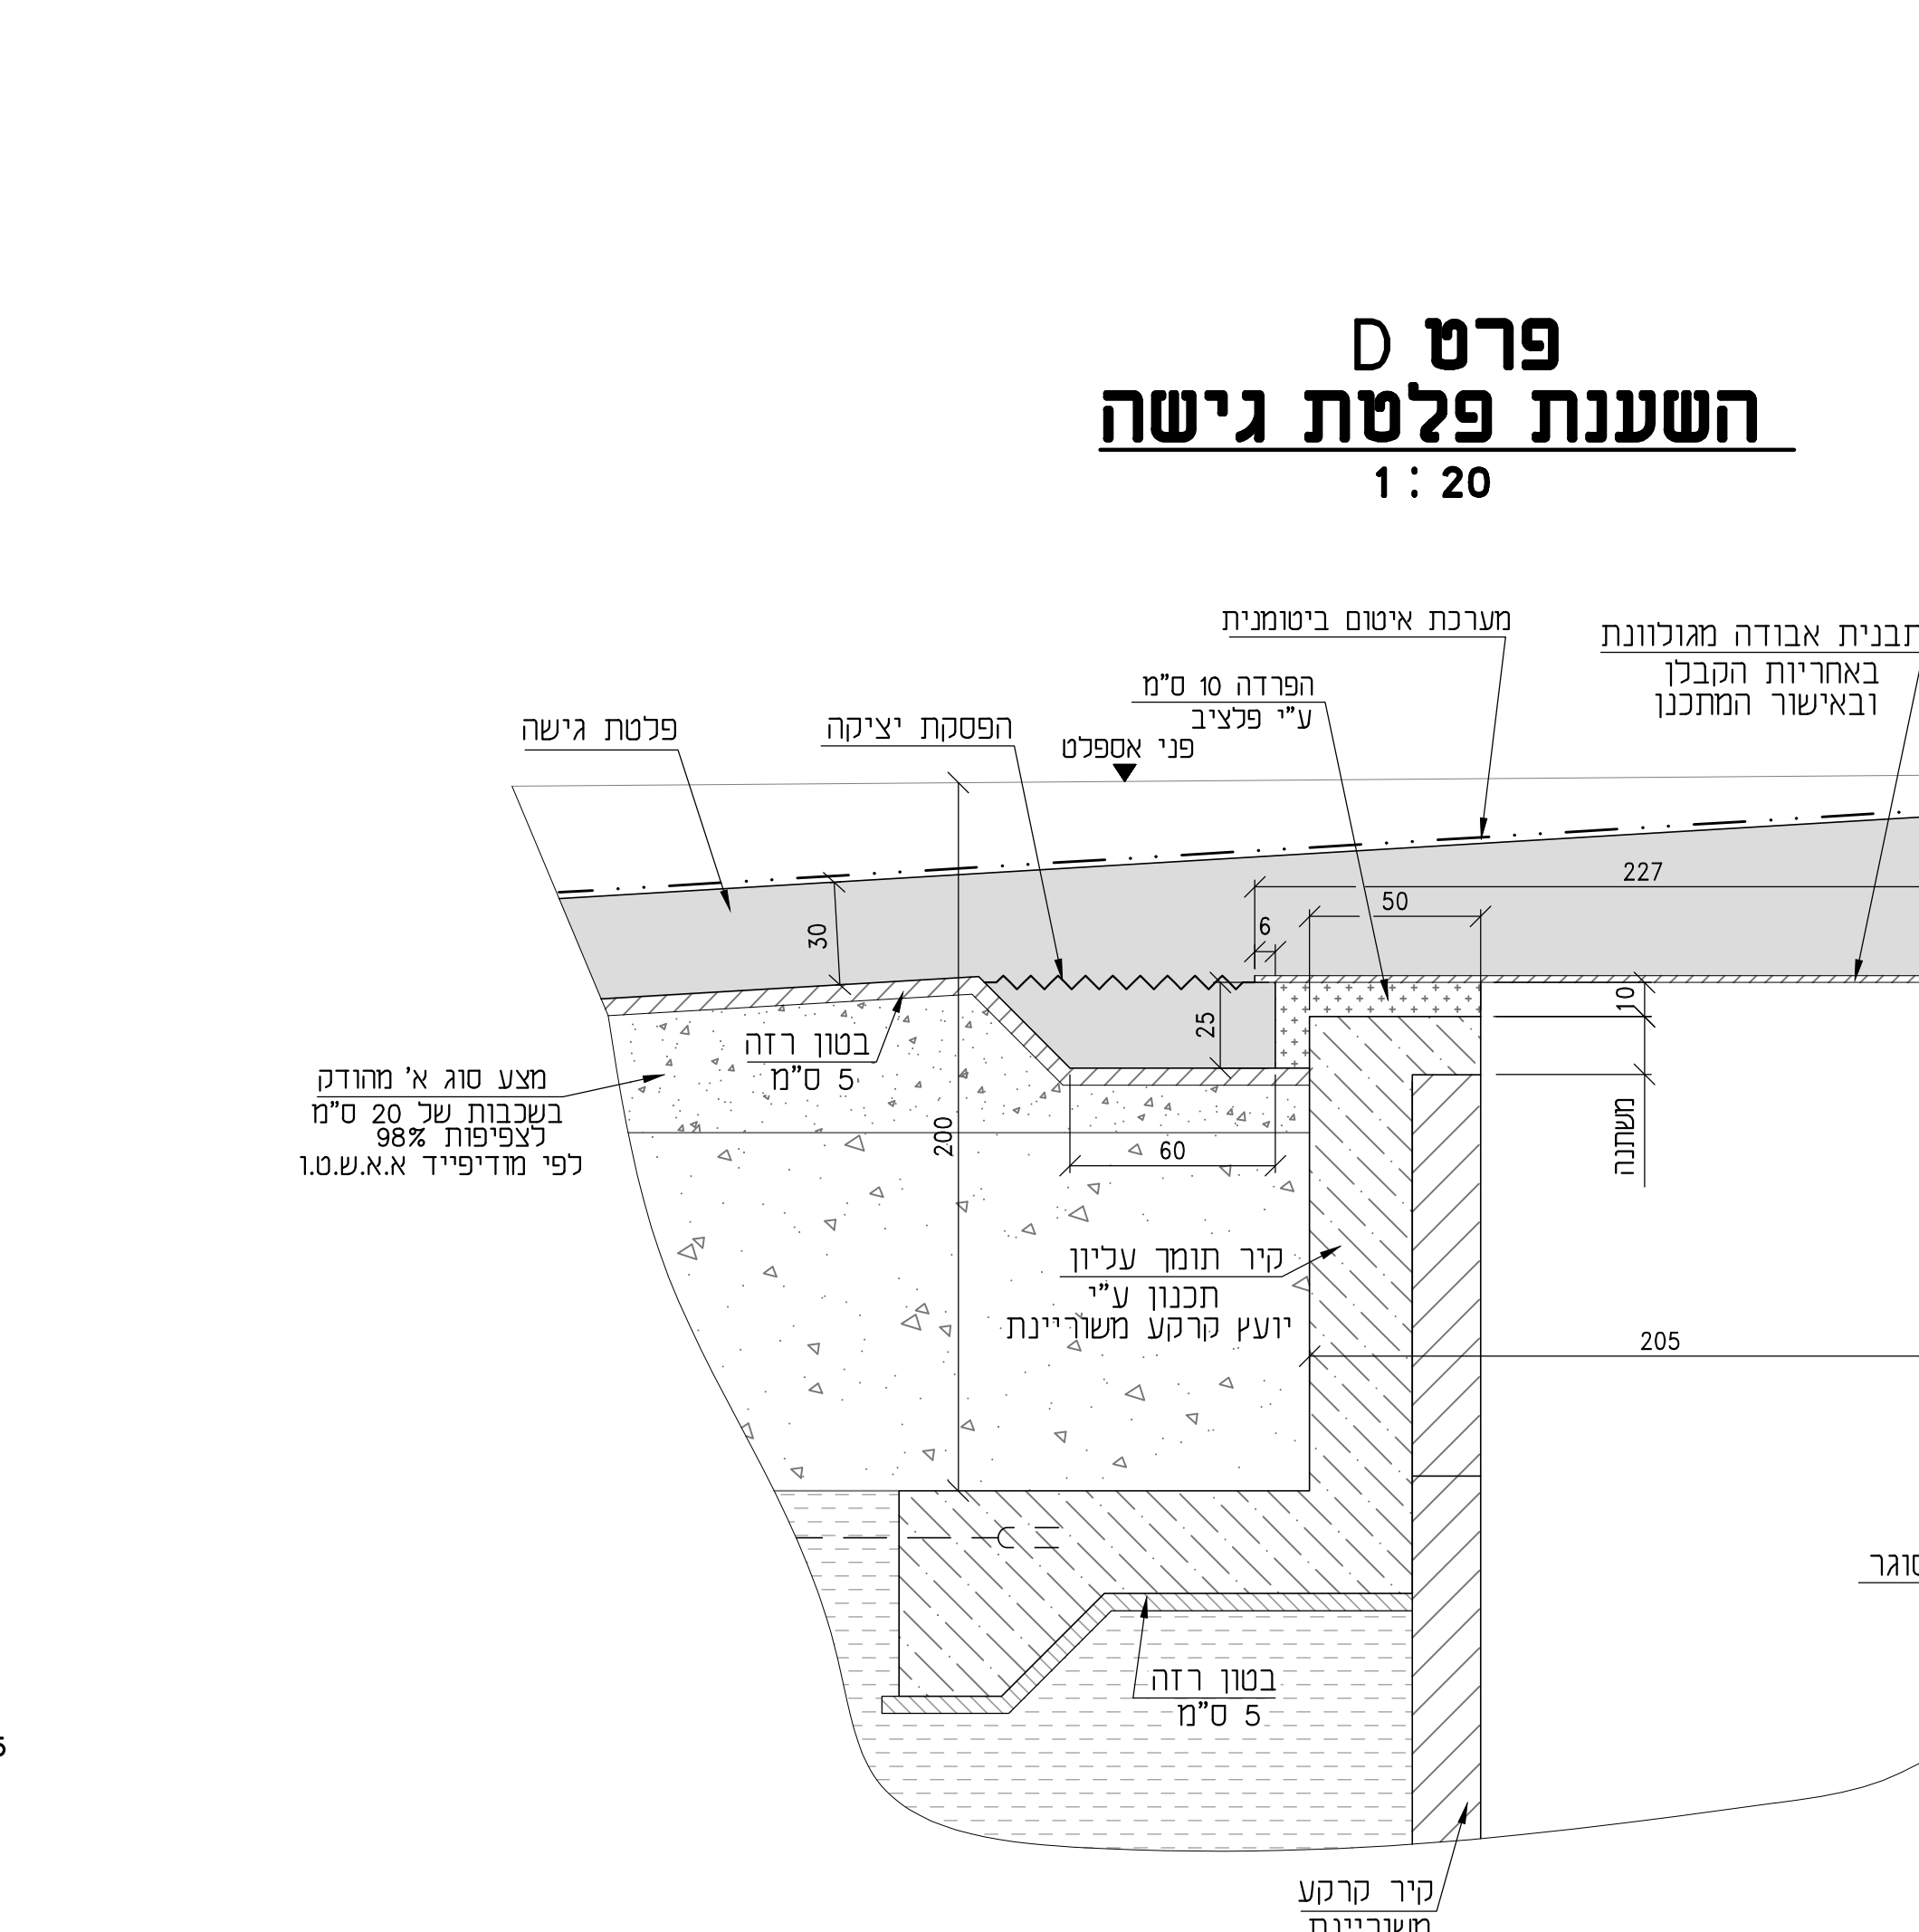 פרט D
השענת פלטת גישה
1 : 20
מערכת איטום ביטומנית
תבנית אבודה מגולוונת
באחריות הקבלן
ובאישור המתכנן
הפרדה 10 ס"מ
ע"י פלציב
פני אספלט
הפסקת יציקה
פלטת גישה
227
50
6
30
10
25
בטון רזה
5 ס"מ
מצע סוג א' מהודק
בשכבות של 20 ס"מ
לצפיפות 98%
לפי מודיפייד א.א.ש.ט.ו
200
60
משתנה
קיר תומך עליון
תכנון ע"י
יועץ קרקע משוריינת
205
סוגר
בטון רזה
5 ס"מ
קיר קרקע
משוריינת